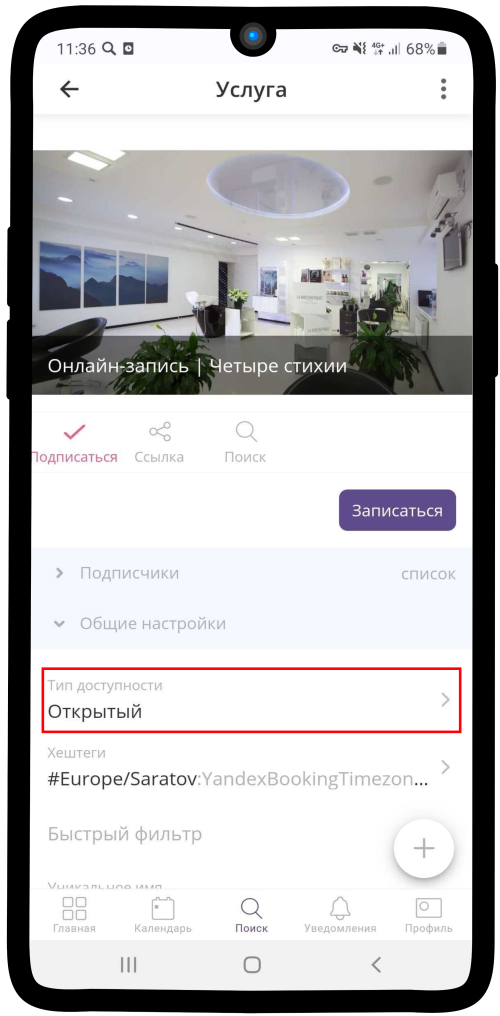 11:36 4G+ 68%
Услуга
Онлайн-запись | Четыре стихии
Подписаться Ссылка Поиск
Записаться
Подписчики список
Общие настройки
Тип доступности
Открытый
Хештеги
#Europe/Saratov:YandexBookingTimezon...
Быстрый фильтр
Уникальное имя
Главная Календарь Поиск Уведомления Профиль